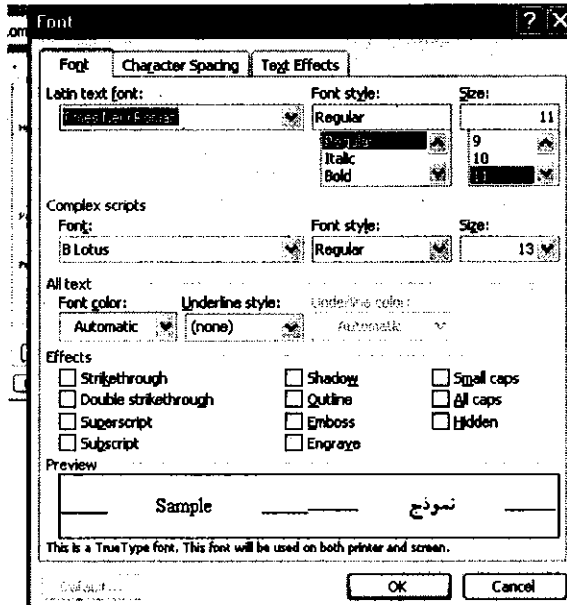 Font
Font Character Spacing Text Effects
Latin text font: Font style: Size:
Times New Roman Regular 11
Regular 9
Italic 10
Bold 11
Complex scripts
Font: Font style: Size:
B Lotus Regular 13
All text
Font color: Underline style: Underline color:
Automatic (none) Automatic
Effects
Strikethrough Shadow Small caps
Double strikethrough Outline All caps
Superscript Emboss Hidden
Subscript Engrave
Preview
Sample نموذج
This is a TrueType font. This font will be used on both printer and screen.
Default... OK Cancel